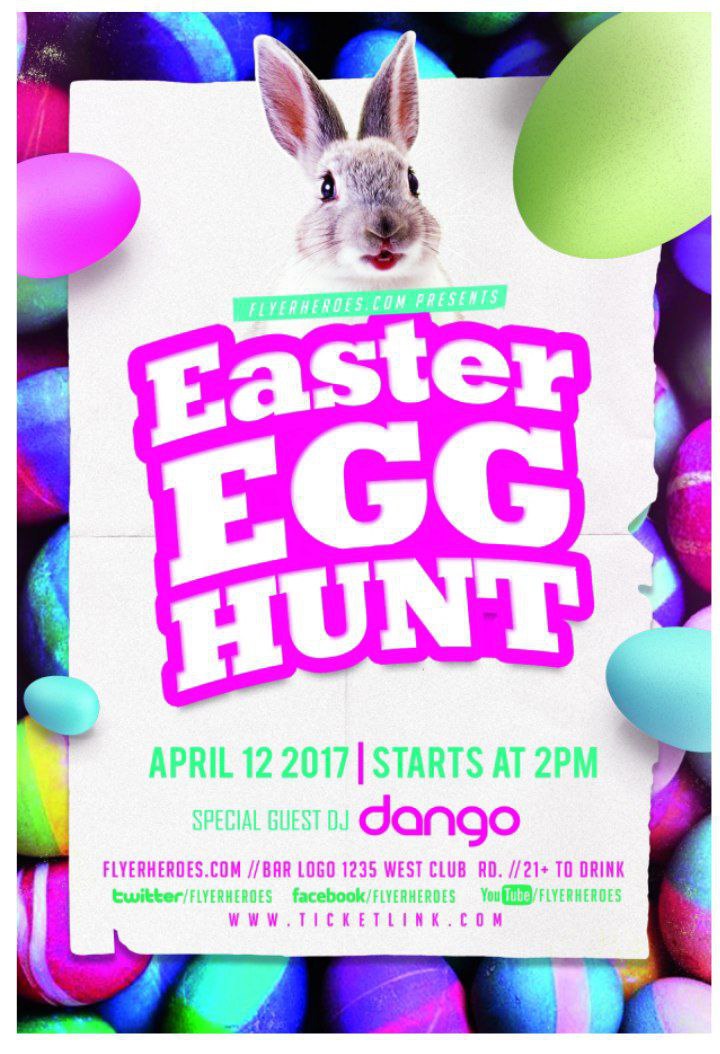 FLYERHEROES.COM PRESENTS
Easter
EGG
HUNT
APRIL 12 2017 | STARTS AT 2PM
SPECIAL GUEST DJ dango
FLYERHEROES.COM //BAR LOGO 1235 WEST CLUB RD. //21+ TO DRINK
twitter/FLYERHEROES facebook/FLYERHEROES YouTube/FLYERHEROES
WWW.TICKETLINK.COM